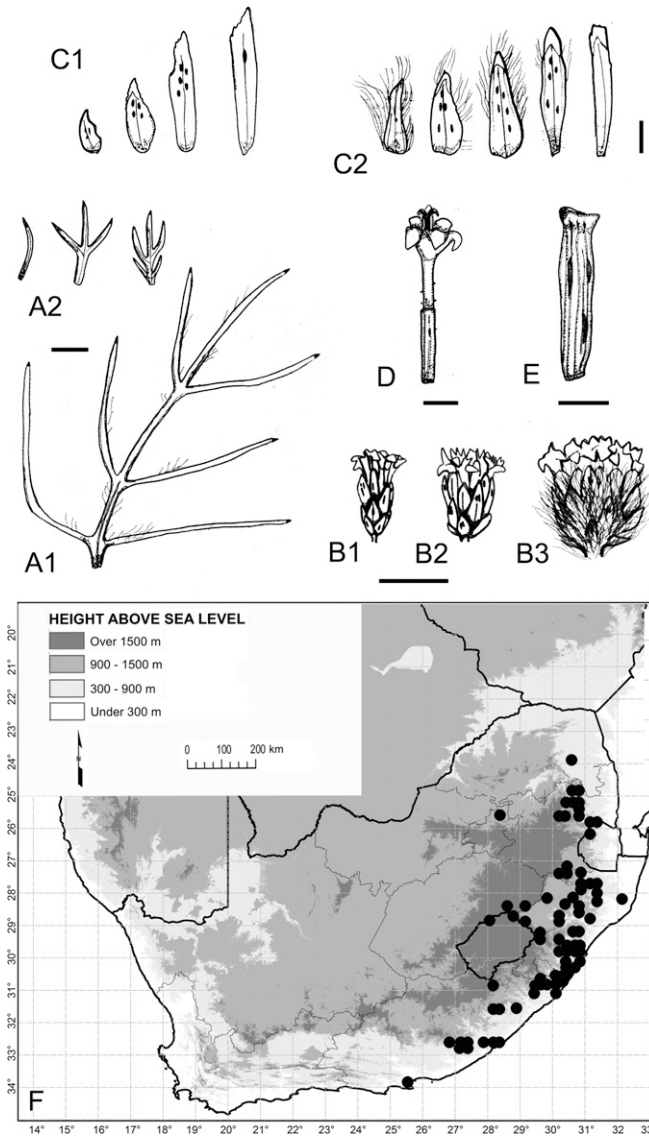 C1
C2
A2
D
E
A1
B1
B2
B3
HEIGHT ABOVE SEA LEVEL
Over 1500 m
900 - 1500 m
300 - 900 m
Under 300 m
0 100 200 km
19°
20°
21°
22°
23°
24°
25°
26°
27°
28°
29°
30°
31°
32°
33°
34°
F
14° 15° 16° 17° 18° 19° 20° 21° 22° 23° 24° 25° 26° 27° 28° 29° 30° 31° 32° 33